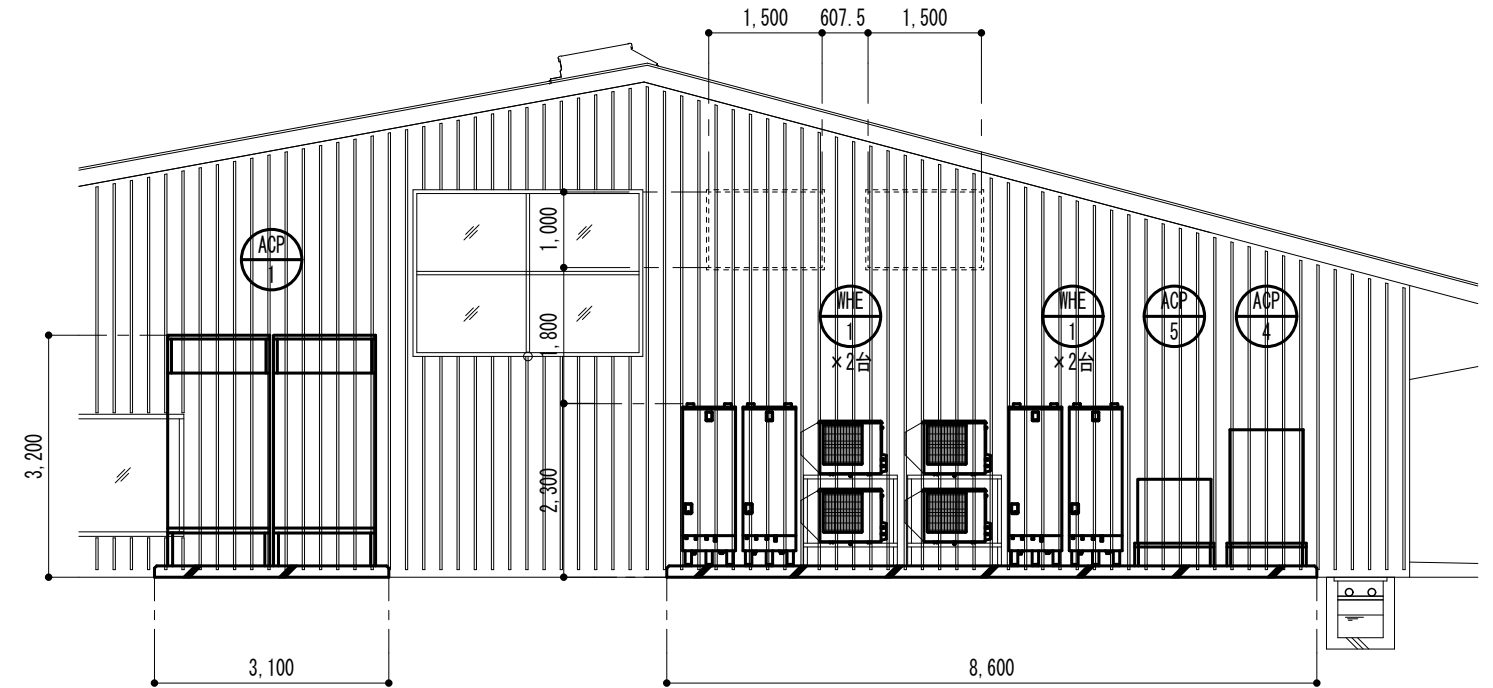 1,500 607.5 1,500
1,000
ACP
1
WHE
1
×2台
WHE
1
×2台
ACP
5
ACP
4
1,800
3,200
2,300
3,100
8,600